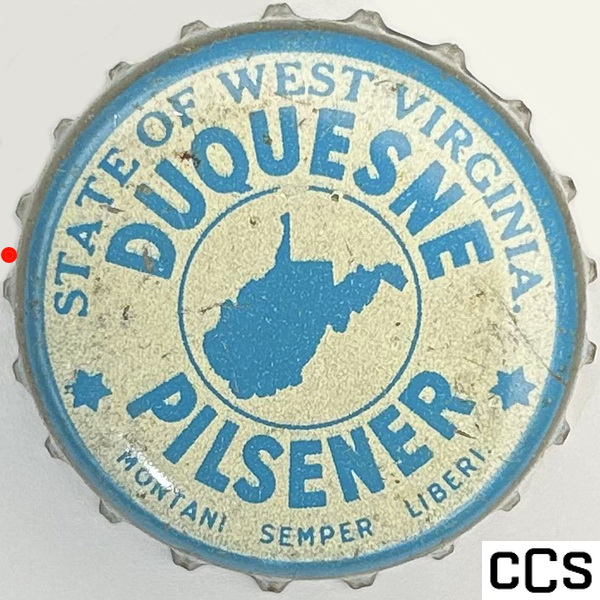 STATE OF WEST VIRGINIA.
DUQUESNE
PILSENER
MONTANI SEMPER LIBERI.
CCS